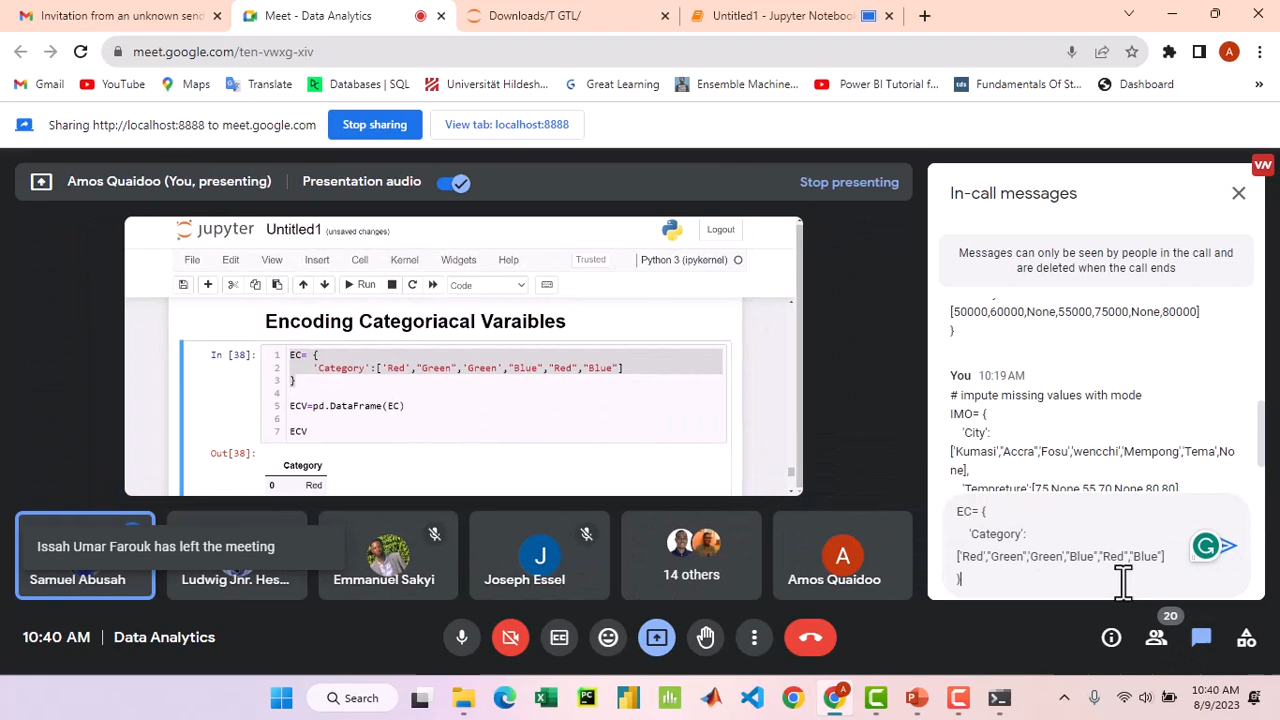 Invitation from an unknown send
Meet - Data Analytics
Downloads/T GTL/
Untitled1 - Jupyter Notebook
meet.google.com/ten-vwxg-xiv
A
Gmail
YouTube
Maps
Translate
Databases | SQL
Universität Hildesh...
Great Learning
Ensemble Machine...
Power BI Tutorial f...
Fundamentals Of St...
Dashboard
»
Sharing http://localhost:8888 to meet.google.com
Stop sharing
View tab: localhost:8888
Amos Quaidoo (You, presenting)
Presentation audio
Stop presenting
In-call messages
Messages can only be seen by people in the call and
are deleted when the call ends
jupyter Untitled1 (unsaved changes)
Logout
File Edit View Insert Cell Kernel Widgets Help
Trusted
Python 3 (ipykernel)
Run
Code
Encoding Categoriacal Varaibles
In [38]:
1 EC= {
2 'Category':['Red',"Green",'Green',"Blue","Red","Blue"]
3 }
4
5 ECV=pd.DataFrame(EC)
6
7 ECV
Out[38]:
Category
0 Red
[50000,60000,None,55000,75000,None,80000]
}
You 10:19 AM
# impute missing values with mode
IMO= {
'City':
['Kumasi',"Accra",'Fosu','wencchi','Mempong','Tema',No
ne],
'Tempreture':[75,None,55,70,None,80,80]
EC= {
'Category':
['Red',"Green",'Green',"Blue","Red","Blue"]
}
Issah Umar Farouk has left the meeting
Samuel Abusah
Ludwig Jnr. Hes...
Emmanuel Sakyi
J
Joseph Essel
14 others
A
Amos Quaidoo
10:40 AM
Data Analytics
20
Search
10:40 AM
8/9/2023